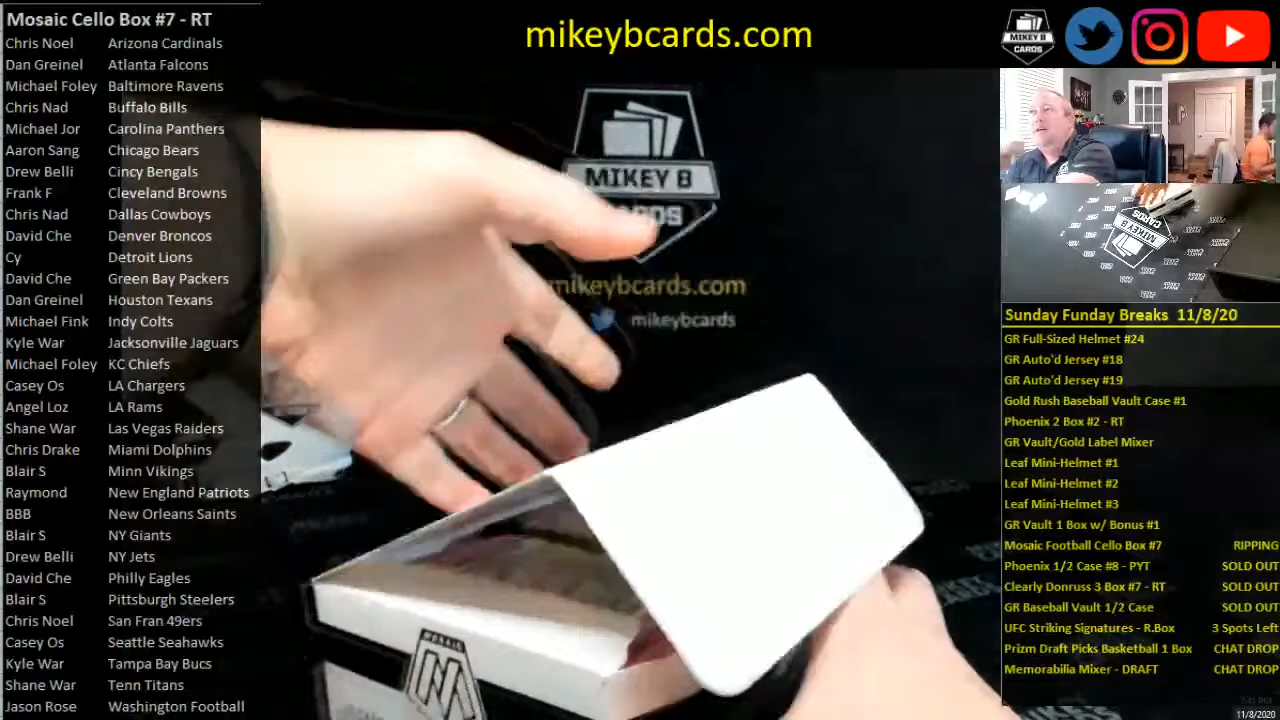 Mosaic Cello Box #7 - RT
Chris Noel Arizona Cardinals
Dan Greinel Atlanta Falcons
Michael Foley Baltimore Ravens
Chris Nad Buffalo Bills
Michael Jor Carolina Panthers
Aaron Sang Chicago Bears
Drew Belli Cincy Bengals
Frank F Cleveland Browns
Chris Nad Dallas Cowboys
David Che Denver Broncos
Cy Detroit Lions
David Che Green Bay Packers
Dan Greinel Houston Texans
Michael Fink Indy Colts
Kyle War Jacksonville Jaguars
Michael Foley KC Chiefs
Casey Os LA Chargers
Angel Loz LA Rams
Shane War Las Vegas Raiders
Chris Drake Miami Dolphins
Blair S Minn Vikings
Raymond New England Patriots
BBB New Orleans Saints
Blair S NY Giants
Drew Belli NY Jets
David Che Philly Eagles
Blair S Pittsburgh Steelers
Chris Noel San Fran 49ers
Casey Os Seattle Seahawks
Kyle War Tampa Bay Bucs
Shane War Tenn Titans
Jason Rose Washington Football
mikeybcards.com
MIKEY B
CARDS
mikeybcards.com
mikeybcards
MOSAIC
MIKEY B
CARDS
Sunday Funday Breaks 11/8/20
GR Full-Sized Helmet #24
GR Auto'd Jersey #18
GR Auto'd Jersey #19
Gold Rush Baseball Vault Case #1
Phoenix 2 Box #2 - RT
GR Vault/Gold Label Mixer
Leaf Mini-Helmet #1
Leaf Mini-Helmet #2
Leaf Mini-Helmet #3
GR Vault 1 Box w/ Bonus #1
Mosaic Football Cello Box #7 RIPPING
Phoenix 1/2 Case #8 - PYT SOLD OUT
Clearly Donruss 3 Box #7 - RT SOLD OUT
GR Baseball Vault 1/2 Case SOLD OUT
UFC Striking Signatures - R.Box 3 Spots Left
Prizm Draft Picks Basketball 1 Box CHAT DROP
Memorabilia Mixer - DRAFT CHAT DROP
11/8/2020